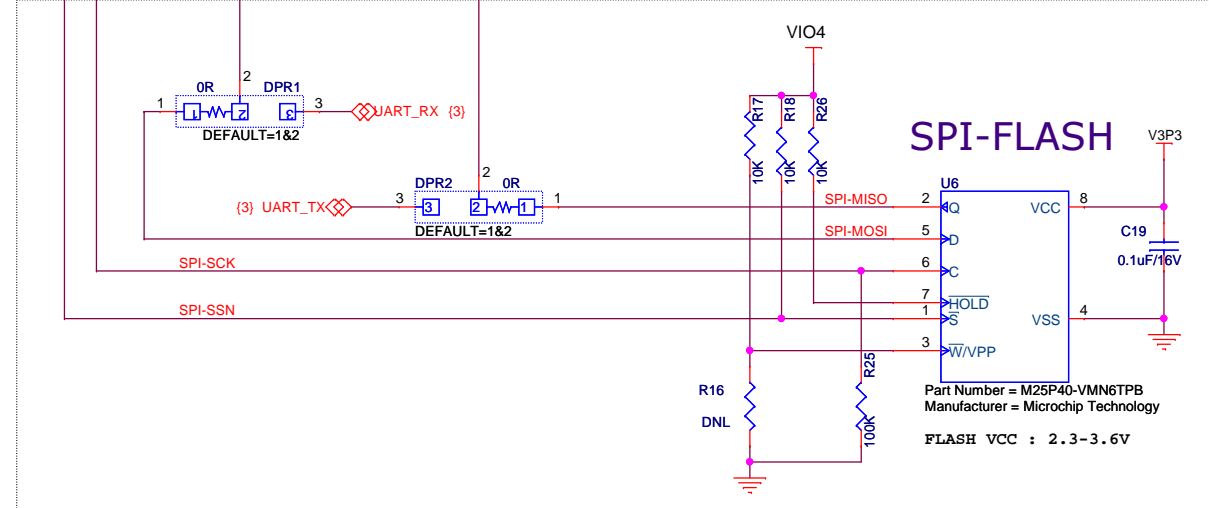 VIO4
2
0R DPR1
1 1 2 3 3
UART_RX {3}
DEFAULT=1&2
R17
R18
R26
10K
10K
10K
SPI-FLASH
V3P3
2
DPR2 0R
{3} UART_TX
3 3 2 1 1
DEFAULT=1&2
U6
SPI-MISO 2 Q
VCC 8
SPI-MOSI 5 D
C19
0.1uF/16V
SPI-SCK
6 C
7 HOLD
SPI-SSN
1 S
VSS 4
3 W/VPP
R16
DNL
R25
100K
Part Number = M25P40-VMN6TPB
Manufacturer = Microchip Technology
FLASH VCC : 2.3-3.6V